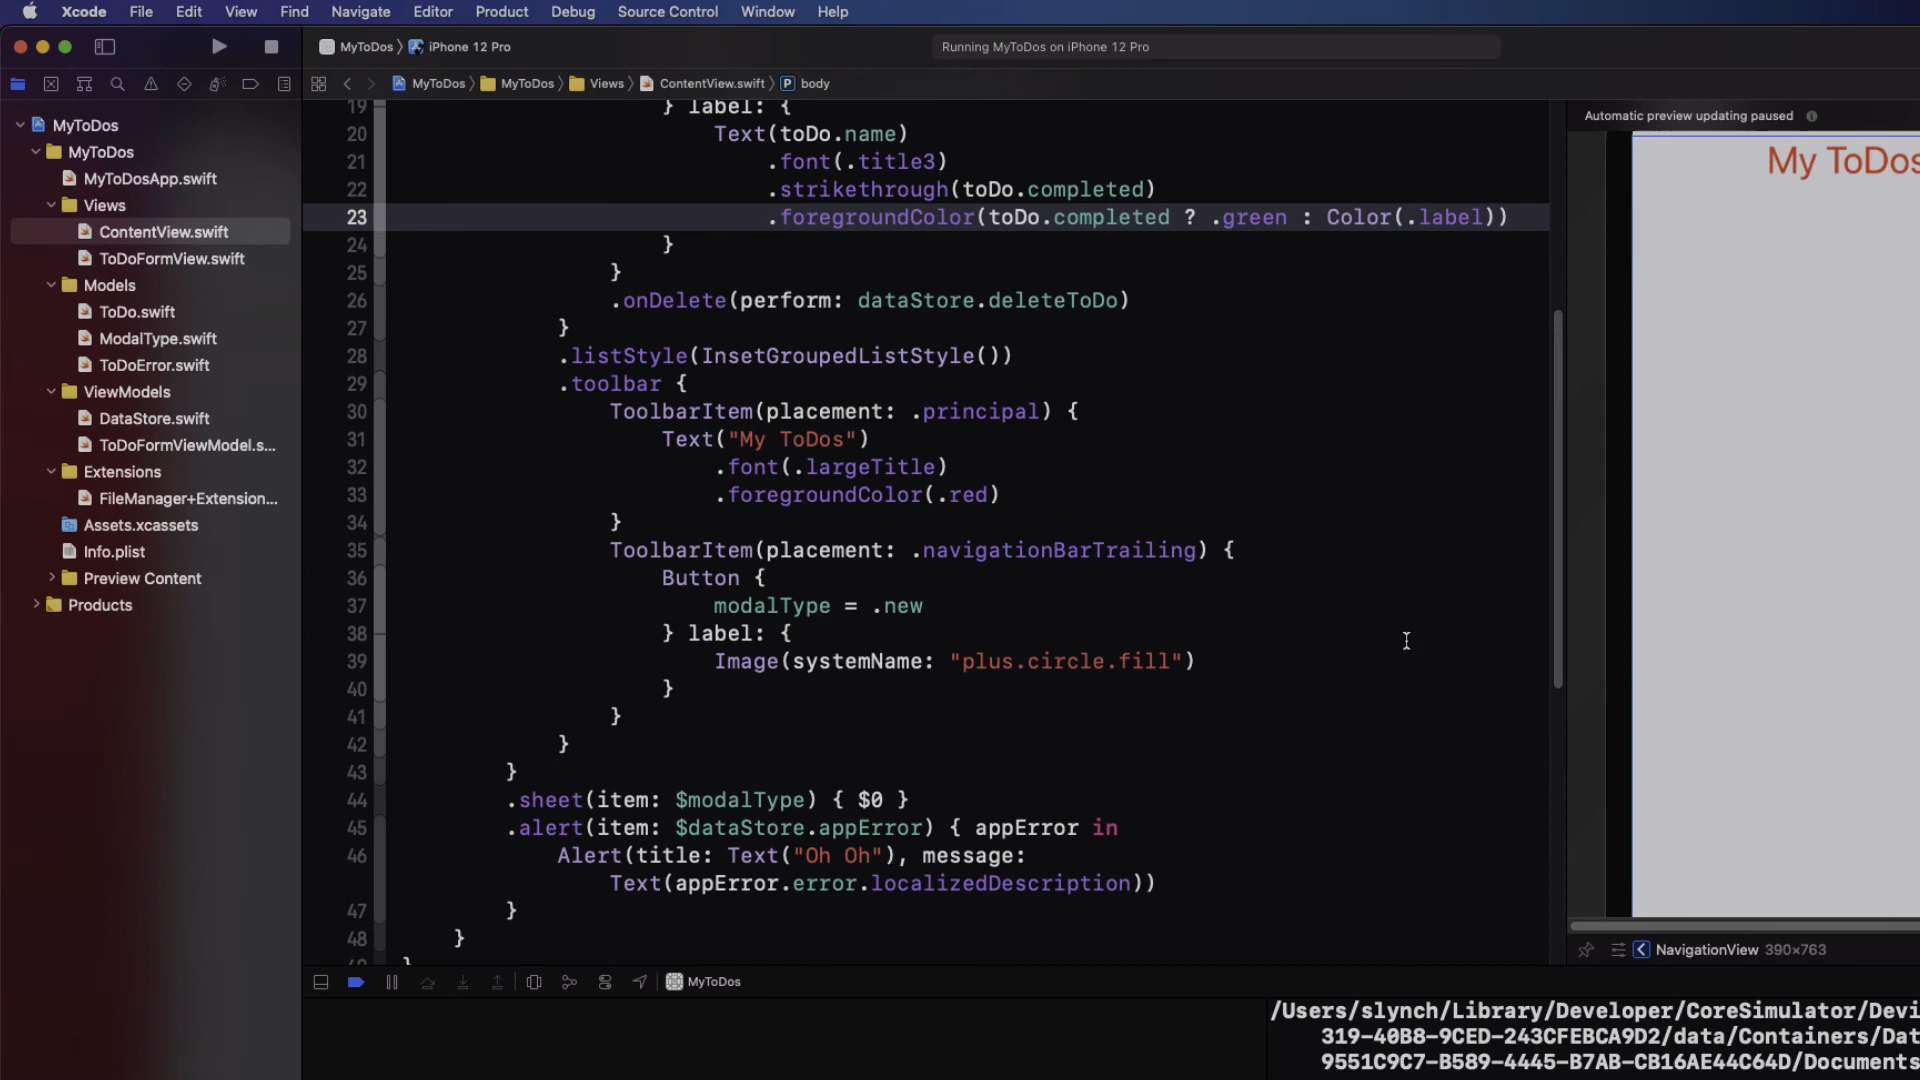 Xcode File Edit View Find Navigate Editor Product Debug Source Control Window Help
MyToDos iPhone 12 Pro
Running MyToDos on iPhone 12 Pro
MyToDos MyToDos Views ContentView.swift P body
MyToDos
MyToDos
MyToDosApp.swift
Views
ContentView.swift
ToDoFormView.swift
Models
ToDo.swift
ModalType.swift
ToDoError.swift
ViewModels
DataStore.swift
ToDoFormViewModel.s...
Extensions
FileManager+Extension...
Assets.xcassets
Info.plist
Preview Content
Products
19 } label: {
20 Text(toDo.name)
21 .font(.title3)
22 .strikethrough(toDo.completed)
23 .foregroundColor(toDo.completed ? .green : Color(.label))
24 }
25 }
26 .onDelete(perform: dataStore.deleteToDo)
27 }
28 .listStyle(InsetGroupedListStyle())
29 .toolbar {
30 ToolbarItem(placement: .principal) {
31 Text("My ToDos")
32 .font(.largeTitle)
33 .foregroundColor(.red)
34 }
35 ToolbarItem(placement: .navigationBarTrailing) {
36 Button {
37 modalType = .new
38 } label: {
39 Image(systemName: "plus.circle.fill")
40 }
41 }
42 }
43 }
44 .sheet(item: $modalType) { $0 }
45 .alert(item: $dataStore.appError) { appError in
46 Alert(title: Text("Oh Oh"), message:
Text(appError.error.localizedDescription))
47 }
48 }
}
Automatic preview updating paused
My ToDos
NavigationView 390×763
MyToDos
/Users/slynch/Library/Developer/CoreSimulator/Devi
319-40B8-9CED-243CFEBCA9D2/data/Containers/Dat
9551C9C7-B589-4445-B7AB-CB16AE44C64D/Documents